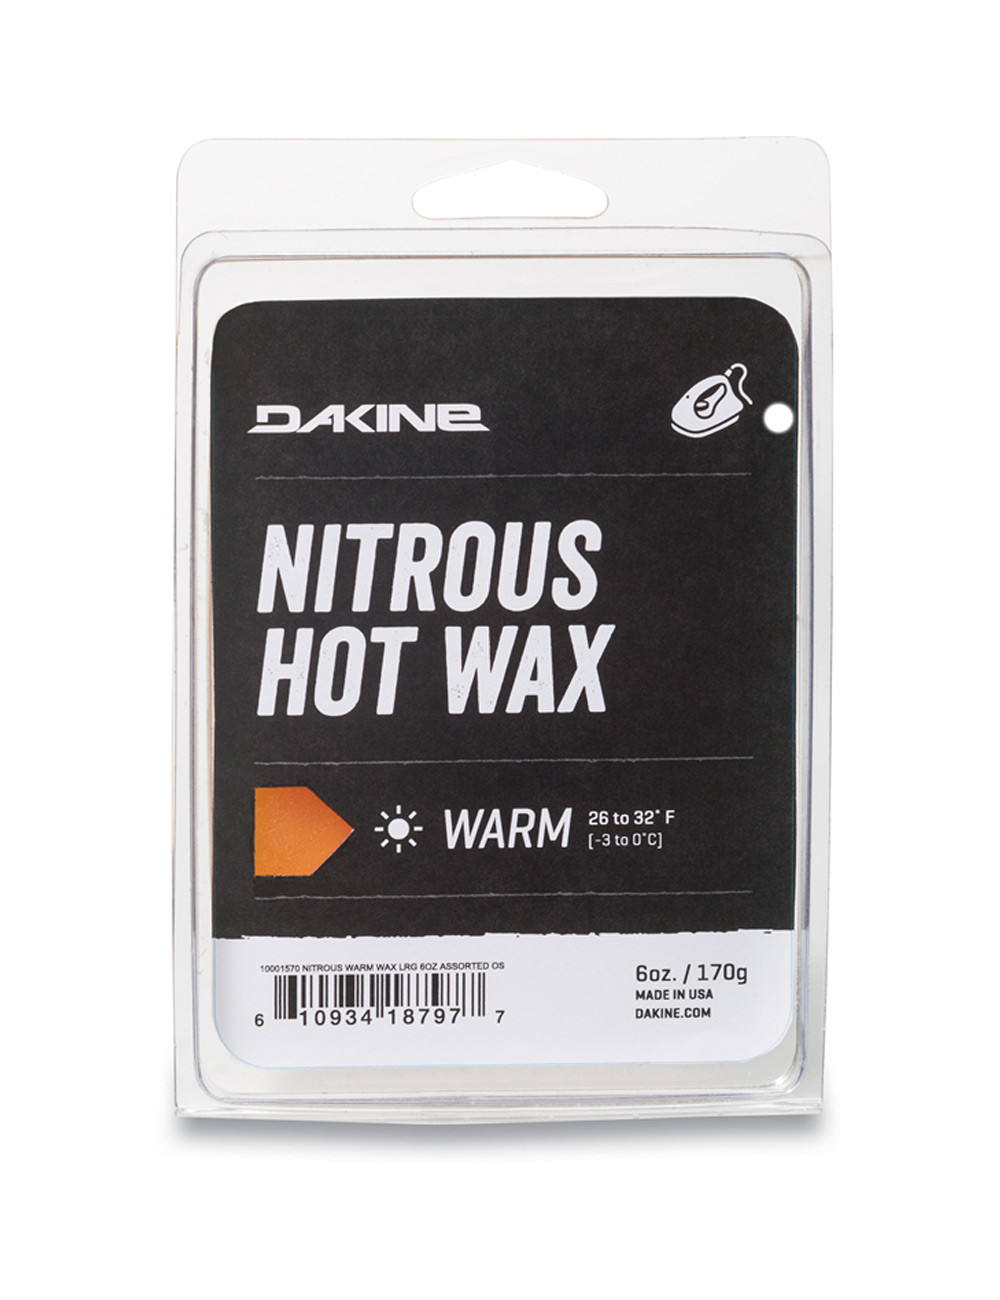 DAKINE
NITROUS
HOT WAX
WARM
26 to 32° F
[-3 to 0°C]
10001570 NITROUS WARM WAX LRG 6OZ ASSORTED OS
6 10934 18797 7
6oz. / 170g
MADE IN USA
DAKINE.COM